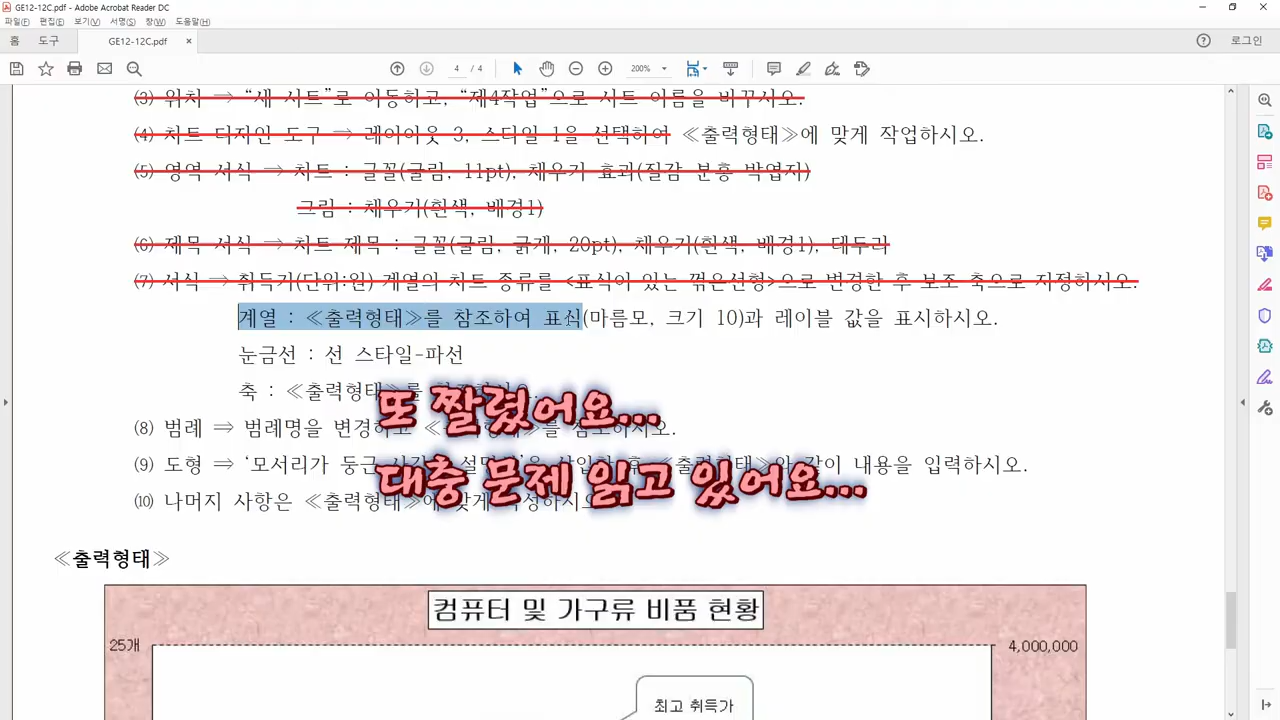 GE12-12C.pdf - Adobe Acrobat Reader DC
파일(F) 편집(E) 보기(V) 서명(S) 창(W) 도움말(H)
홈 도구 GE12-12C.pdf × 로그인
4 / 4 200%
(3) 위치 ⇒ “새 시트”로 이동하고, “제4작업”으로 시트 이름을 바꾸시오.
(4) 차트 디자인 도구 ⇒ 레이아웃 3, 스타일 1을 선택하여 ≪출력형태≫에 맞게 작업하시오.
(5) 영역 서식 ⇒ 차트 : 글꼴(굴림, 11pt), 채우기 효과(질감 분홍 박엽지)
그림 : 채우기(흰색, 배경1)
(6) 제목 서식 ⇒ 차트 제목 : 글꼴(굴림, 굵게, 20pt), 채우기(흰색, 배경1), 테두리
(7) 서식 ⇒ 취득가(단위:원) 계열의 차트 종류를 <표식이 있는 꺾은선형>으로 변경한 후 보조 축으로 지정하시오.
계열 : ≪출력형태≫를 참조하여 표식(마름모, 크기 10)과 레이블 값을 표시하시오.
눈금선 : 선 스타일-파선
축 : ≪출력형태≫를
또 짤렸어요...
(8) 범례 ⇒ 범례명을 변경하고 참조하시오.
(9) 도형 ⇒ ‘모서리가 둥근 ≪출력형태≫와 같이 내용을 입력하시오.
대충 문제 읽고 있어요...
(10) 나머지 사항은 ≪출력형태≫에 맞게
≪출력형태≫
컴퓨터 및 가구류 비품 현황
25개 4,000,000
최고 취득가